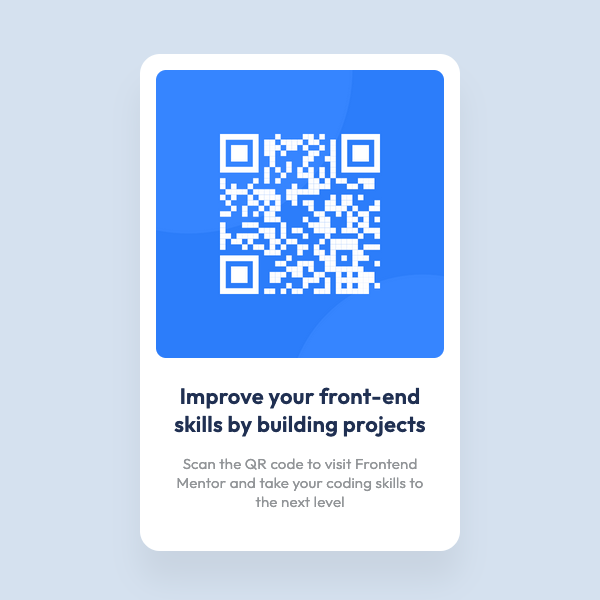 Improve your front-end
skills by building projects
Scan the QR code to visit Frontend
Mentor and take your coding skills to
the next level